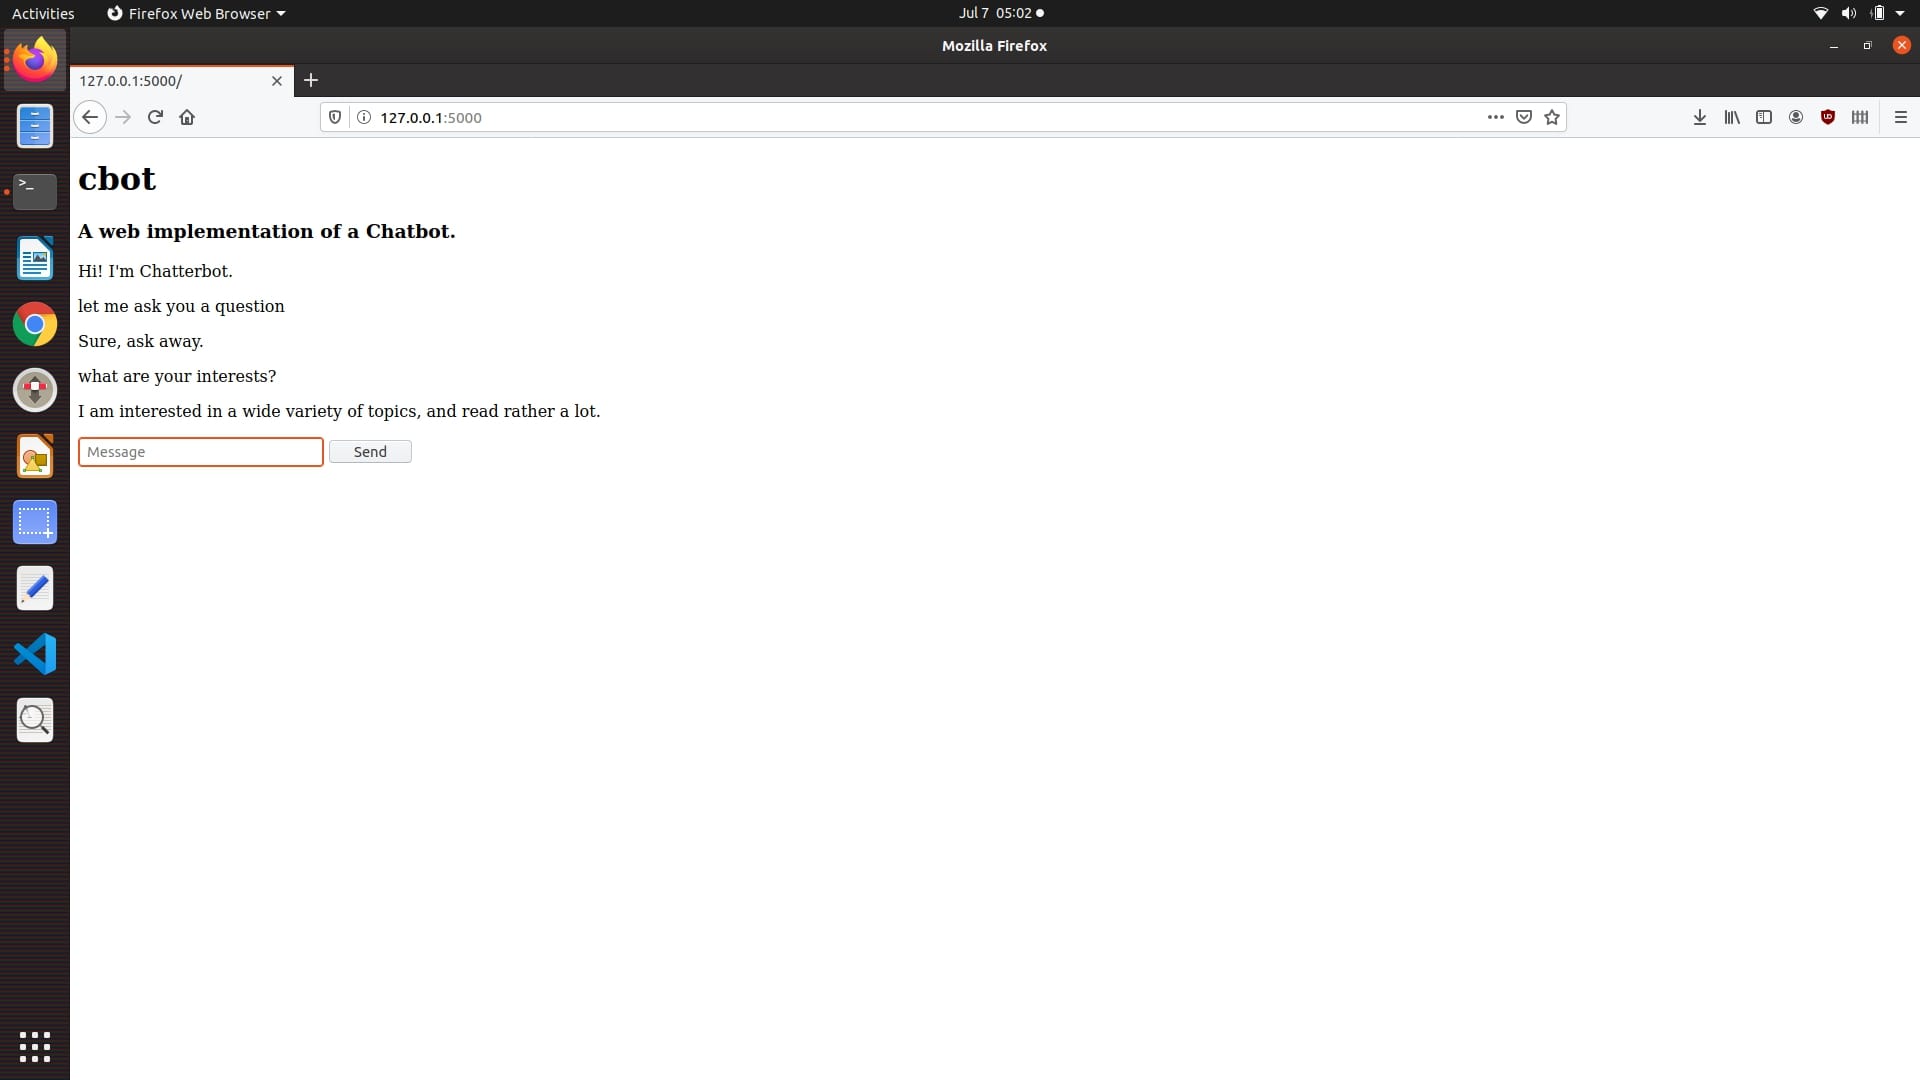 Activities
Firefox Web Browser
Jul 7 05:02
Mozilla Firefox
127.0.0.1:5000/
127.0.0.1:5000
cbot
A web implementation of a Chatbot.
Hi! I'm Chatterbot.
let me ask you a question
Sure, ask away.
what are your interests?
I am interested in a wide variety of topics, and read rather a lot.
Message
Send